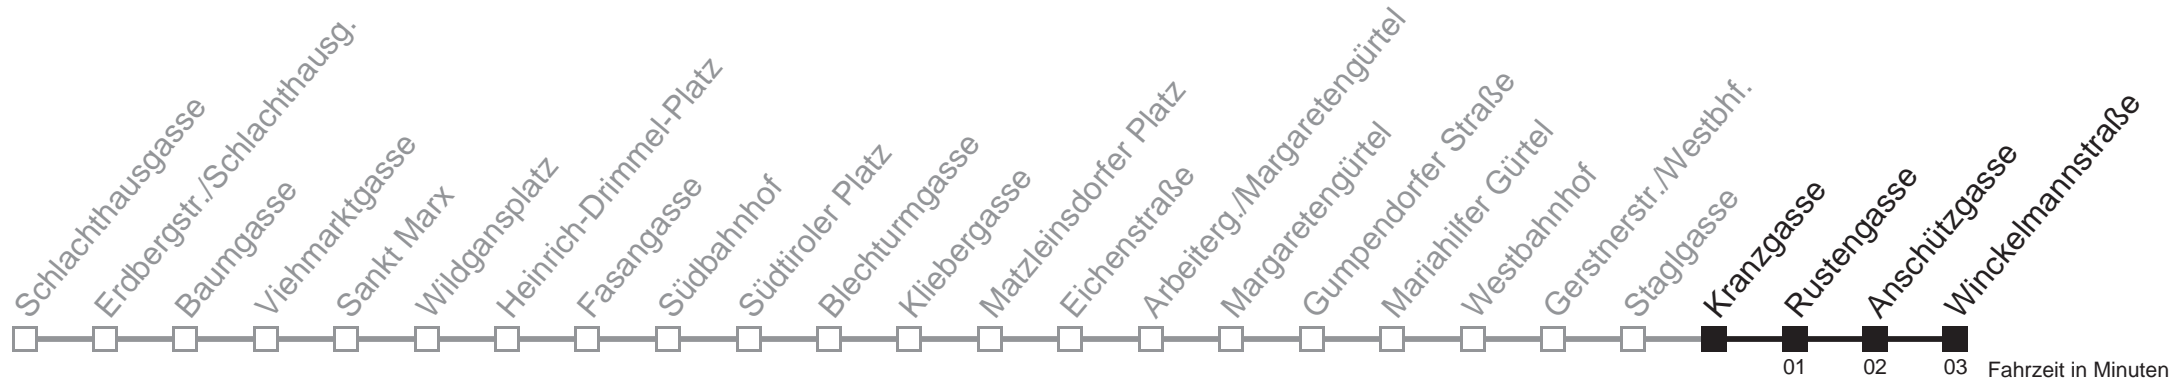 Schlachthausgasse
Erdbergstr./Schlachthausg.
Baumgasse
Viehmarktgasse
Sankt Marx
Wildgansplatz
Heinrich-Drimmel-Platz
Fasangasse
Südbahnhof
Südtiroler Platz
Blechturmgasse
Kliebergasse
Matzleinsdorfer Platz
Eichenstraße
Arbeiterg./Margaretengürtel
Margaretengürtel
Gumpendorfer Straße
Mariahilfer Gürtel
Westbahnhof
Gerstnerstr./Westbhf.
Staglgasse
Kranzgasse
Rustengasse
Anschützgasse
Winckelmannstraße
01 02 03 Fahrzeit in Minuten